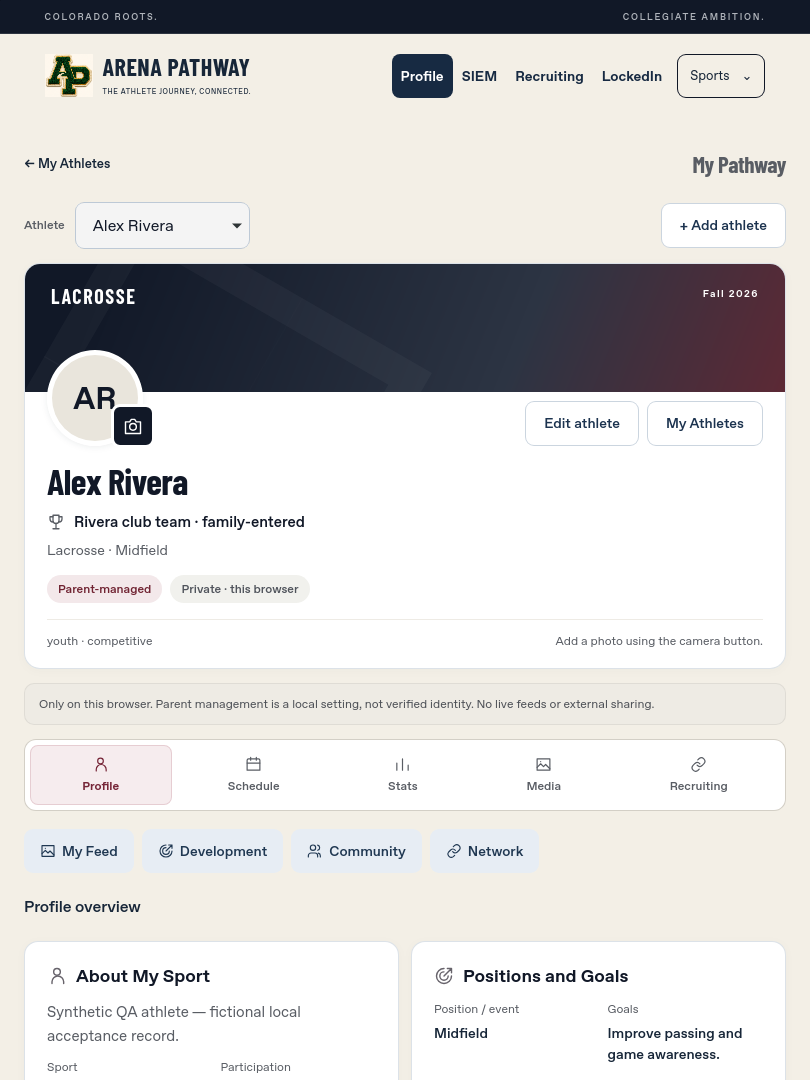 COLORADO ROOTS.
COLLEGIATE AMBITION.
AP
ARENA PATHWAY
THE ATHLETE JOURNEY, CONNECTED.
Profile
SIEM
Recruiting
LockedIn
Sports
← My Athletes
My Pathway
Athlete
Alex Rivera
+ Add athlete
LACROSSE
Fall 2026
AR
Edit athlete
My Athletes
Alex Rivera
Rivera club team · family-entered
Lacrosse · Midfield
Parent-managed
Private · this browser
youth · competitive
Add a photo using the camera button.
Only on this browser. Parent management is a local setting, not verified identity. No live feeds or external sharing.
Profile
Schedule
Stats
Media
Recruiting
My Feed
Development
Community
Network
Profile overview
About My Sport
Synthetic QA athlete — fictional local
acceptance record.
Sport
Participation
Positions and Goals
Position / event
Goals
Midfield
Improve passing and
game awareness.